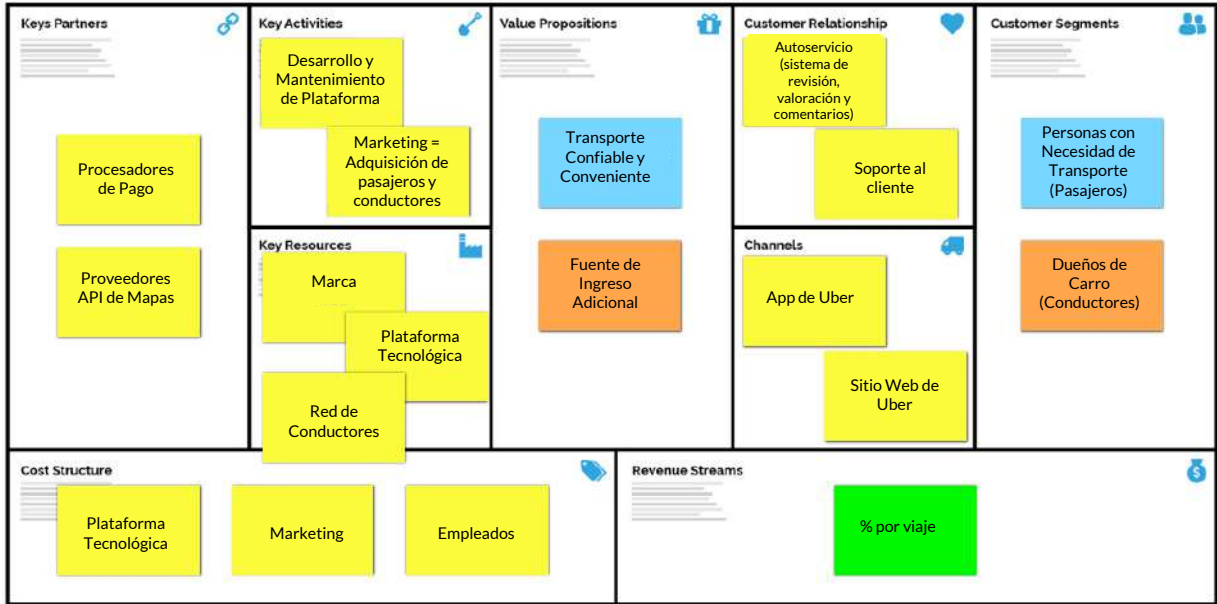 Keys Partners
Procesadores
de Pago
Proveedores
API de Mapas
Key Activities
Desarrollo y
Mantenimiento
de Plataforma
Marketing =
Adquisición de
pasajeros y
conductores
Key Resources
Marca
Plataforma
Tecnológica
Red de
Conductores
Value Propositions
Transporte
Confiable y
Conveniente
Fuente de
Ingreso
Adicional
Customer Relationship
Autoservicio
(sistema de
revisión,
valoración y
comentarios)
Soporte al
cliente
Channels
App de Uber
Sitio Web de
Uber
Customer Segments
Personas con
Necesidad de
Transporte
(Pasajeros)
Dueños de
Carro
(Conductores)
Cost Structure
Plataforma
Tecnológica
Marketing
Empleados
Revenue Streams
% por viaje